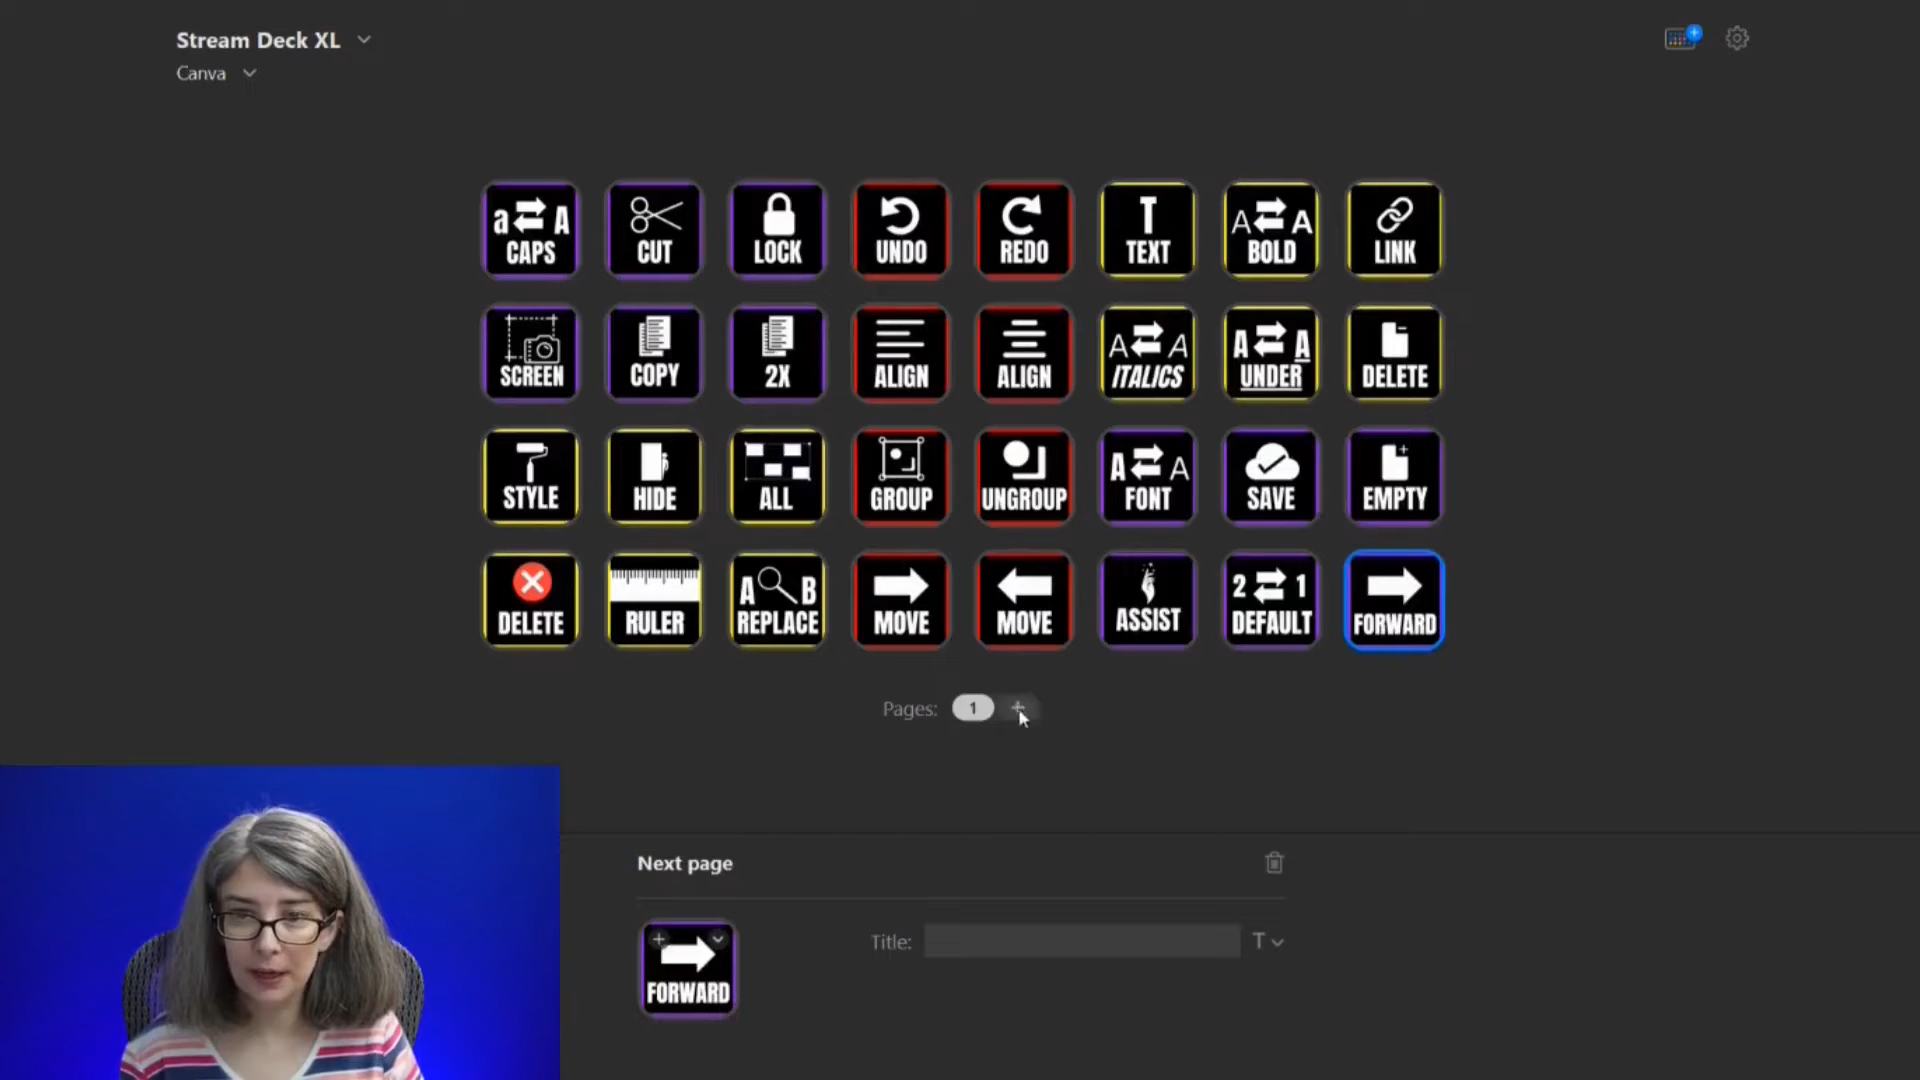 Stream Deck XL
Canva
a A A A A
CAPS CUT LOCK UNDO REDO TEXT BOLD LINK
A A A A
SCREEN COPY 2X ALIGN ALIGN ITALICS UNDER DELETE
A A
STYLE HIDE ALL GROUP UNGROUP FONT SAVE EMPTY
A B 2 1
DELETE RULER REPLACE MOVE MOVE ASSIST DEFAULT FORWARD
Pages: 1 +
Next page
Title: T
FORWARD